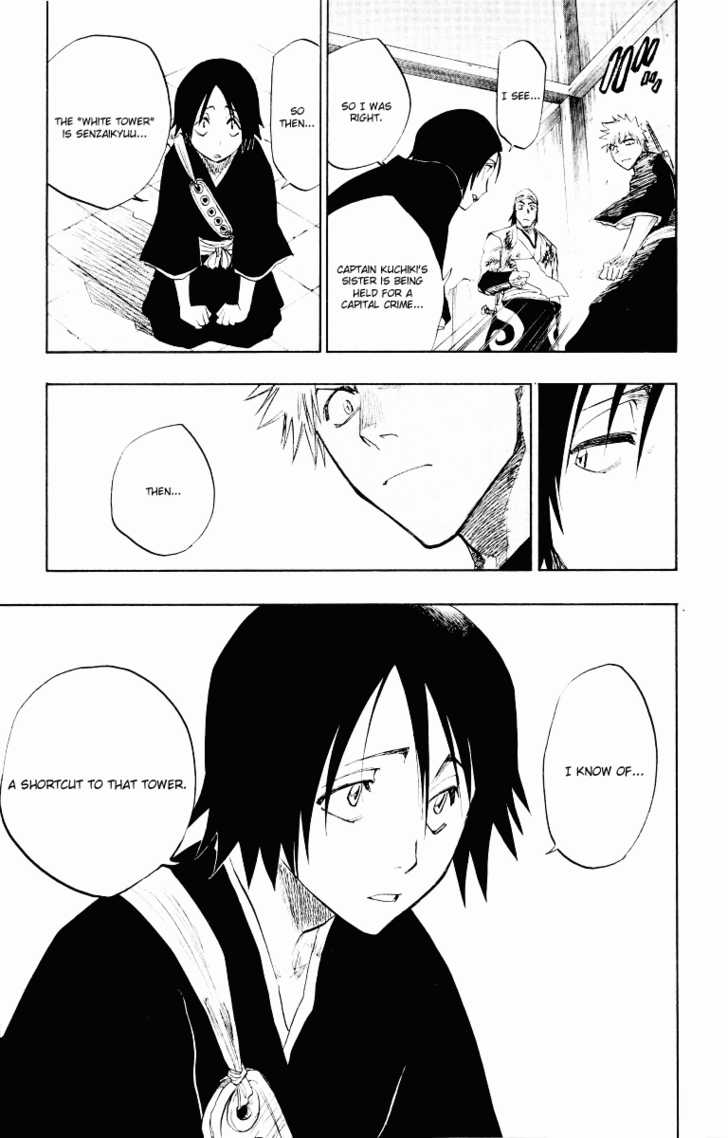 I SEE...
SO I WAS
RIGHT.
CAPTAIN KUCHIKI'S
SISTER IS BEING
HELD FOR A
CAPITAL CRIME...
SO
THEN...
THE "WHITE TOWER"
IS SENZAIKYUU...
THEN...
I KNOW OF...
A SHORTCUT TO THAT TOWER.